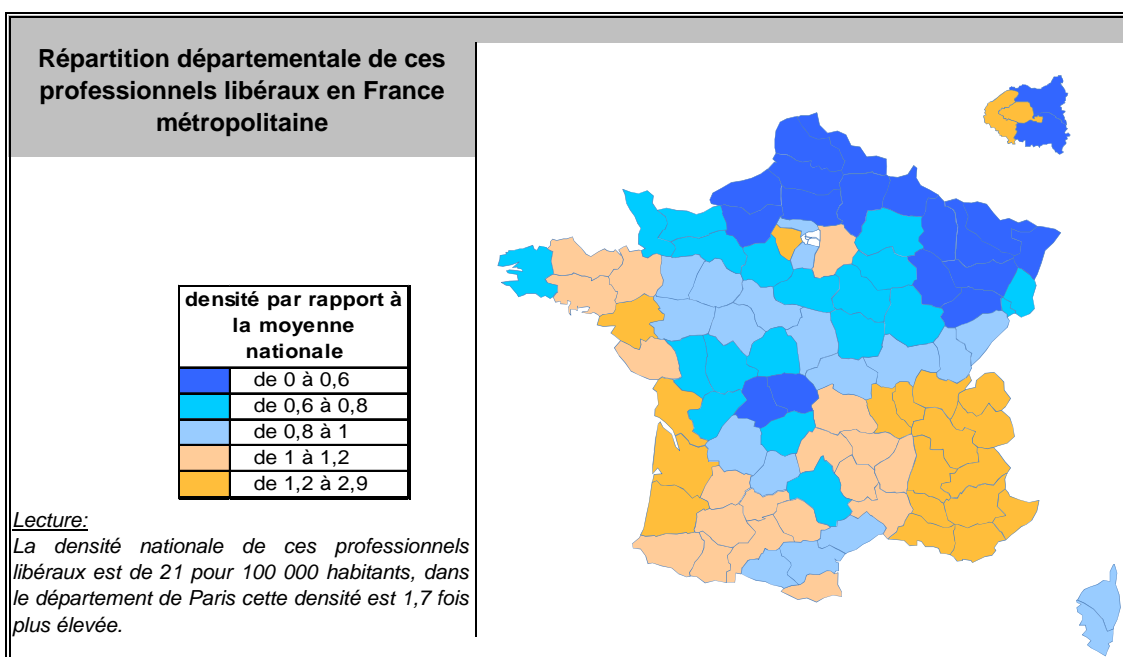 Répartition départementale de ces
professionnels libéraux en France
métropolitaine
densité par rapport à
la moyenne
nationale
de 0 à 0,6
de 0,6 à 0,8
de 0,8 à 1
de 1 à 1,2
de 1,2 à 2,9
Lecture:
La densité nationale de ces professionnels
libéraux est de 21 pour 100 000 habitants, dans
le département de Paris cette densité est 1,7 fois
plus élevée.